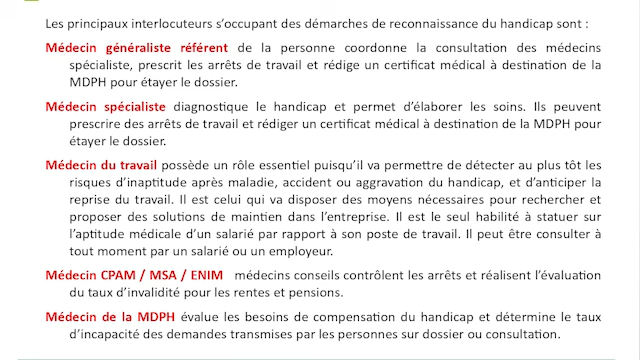 Les principaux interlocuteurs s'occupant des démarches de reconnaissance du handicap sont :
Médecin généraliste référent de la personne coordonne la consultation des médecins
spécialiste, prescrit les arrêts de travail et rédige un certificat médical à destination de la
MDPH pour étayer le dossier.
Médecin spécialiste diagnostique le handicap et permet d'élaborer les soins. Ils peuvent
prescrire des arrêts de travail et rédiger un certificat médical à destination de la MDPH pour
étayer le dossier.
Médecin du travail possède un rôle essentiel puisqu'il va permettre de détecter au plus tôt les
risques d'inaptitude après maladie, accident ou aggravation du handicap, et d'anticiper la
reprise du travail. Il est celui qui va disposer des moyens nécessaires pour rechercher et
proposer des solutions de maintien dans l'entreprise. Il est le seul habilité à statuer sur
l'aptitude médicale d'un salarié par rapport à son poste de travail. Il peut être consulter à
tout moment par un salarié ou un employeur.
Médecin CPAM / MSA / ENIM médecins conseils contrôlent les arrêts et réalisent l'évaluation
du taux d'invalidité pour les rentes et pensions.
Médecin de la MDPH évalue les besoins de compensation du handicap et détermine le taux
d'incapacité des demandes transmises par les personnes sur dossier ou consultation.